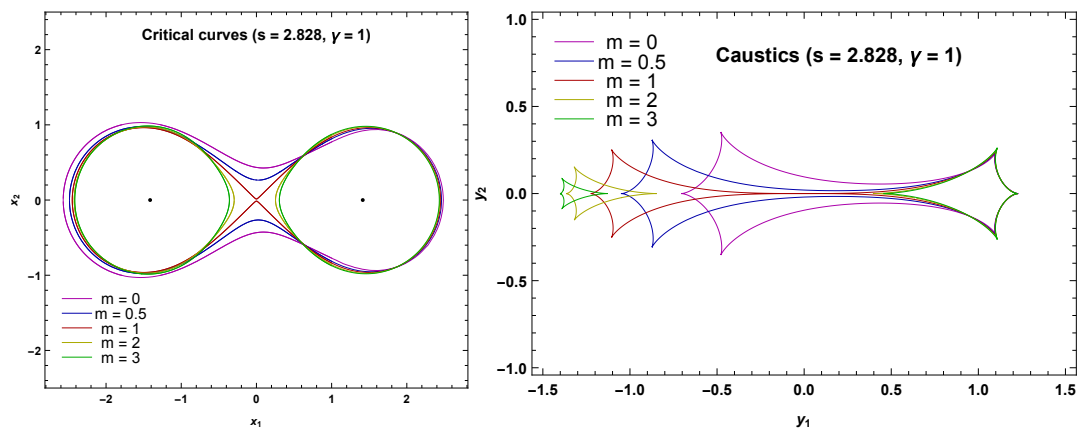 Critical curves (s = 2.828, γ = 1)
2
1
0
-1
-2
x₂
m = 0
m = 0.5
m = 1
m = 2
m = 3
-2
-1
0
1
2
x₁
Caustics (s = 2.828, γ = 1)
m = 0
m = 0.5
m = 1
m = 2
m = 3
1.0
0.5
0.0
-0.5
-1.0
y₂
-1.5
-1.0
-0.5
0.0
0.5
1.0
1.5
y₁